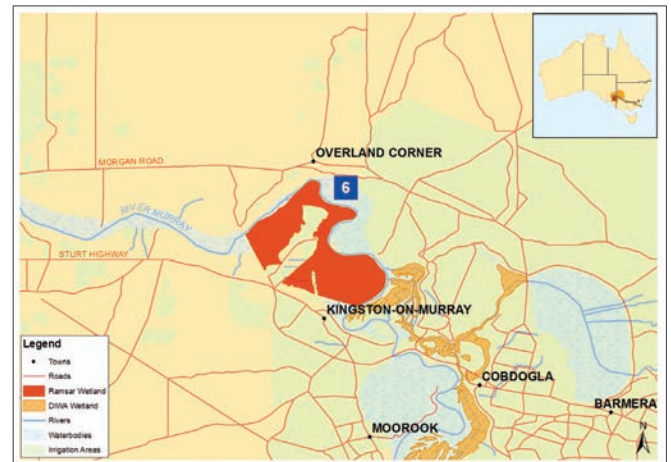 OVERLAND CORNER
MORGAN ROAD
6
RIVER MURRAY
STURT HIGHWAY
KINGSTON-ON-MURRAY
COBDOGLA
BARMERA
MOOROOK
Legend
Towns
Roads
Ramsar Wetland
DIWA Wetland
Rivers
Waterbodies
Irrigation Areas
N